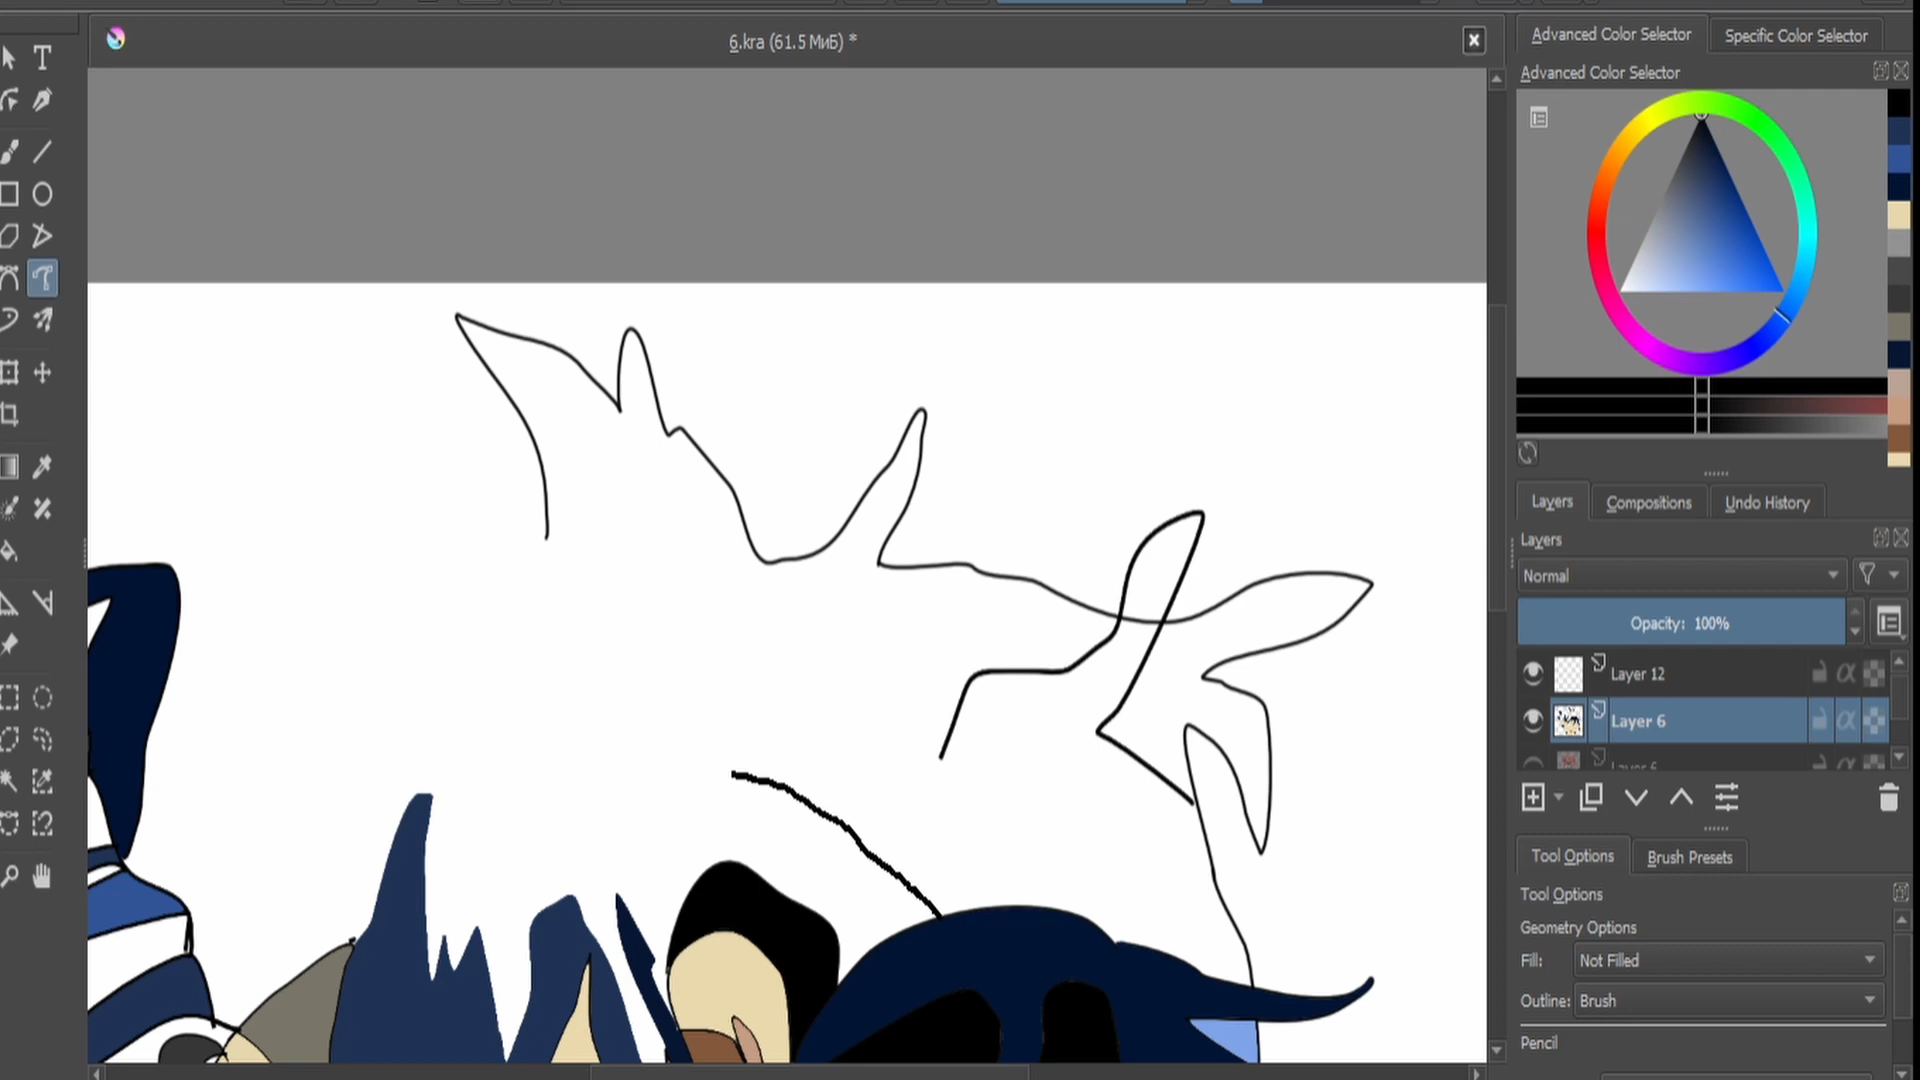 6.kra (61.5 МиБ) *
Advanced Color Selector
Specific Color Selector
Advanced Color Selector
Layers
Compositions
Undo History
Layers
Normal
Opacity: 100%
Layer 12
Layer 6
Layer 6
Tool Options
Brush Presets
Tool Options
Geometry Options
Fill:
Not Filled
Outline:
Brush
Pencil